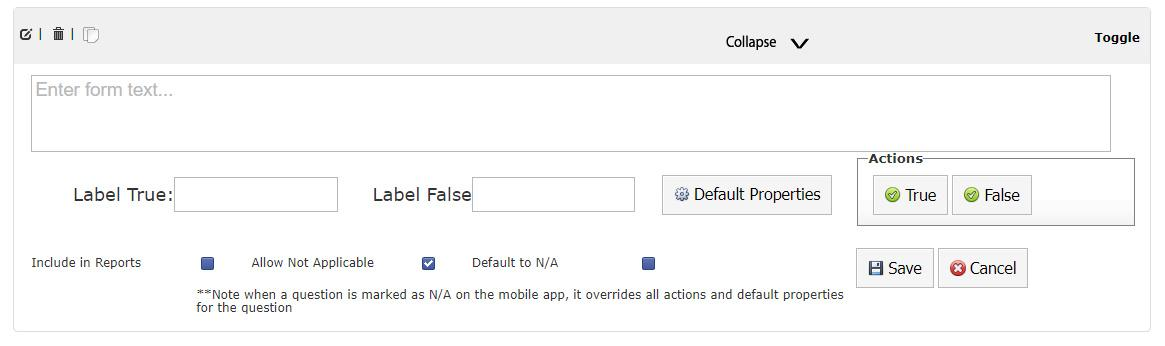 | |
Collapse
Toggle
Enter form text...
Actions
Label True:
Label False
Default Properties
True
False
Include in Reports
Allow Not Applicable
Default to N/A
Save
Cancel
**Note when a question is marked as N/A on the mobile app, it overrides all actions and default properties
for the question